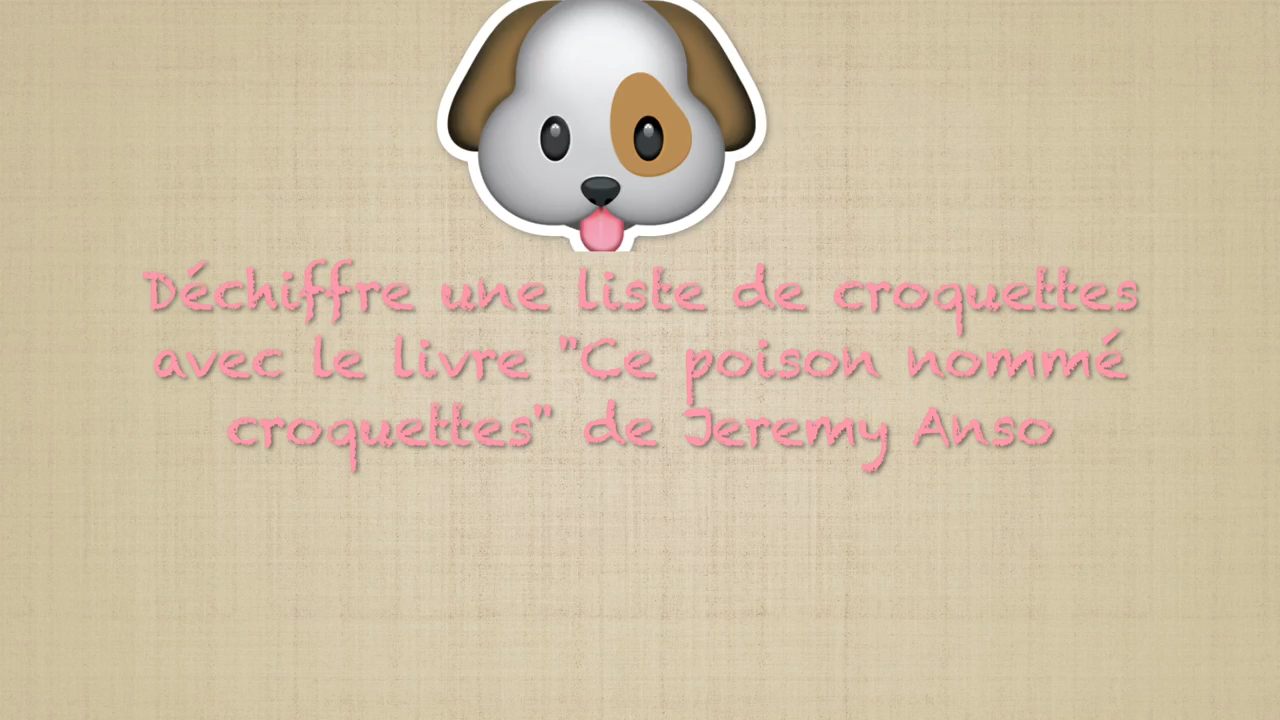 Déchiffre une liste de croquettes
avec le livre "Ce poison nommé
croquettes" de Jeremy Anso